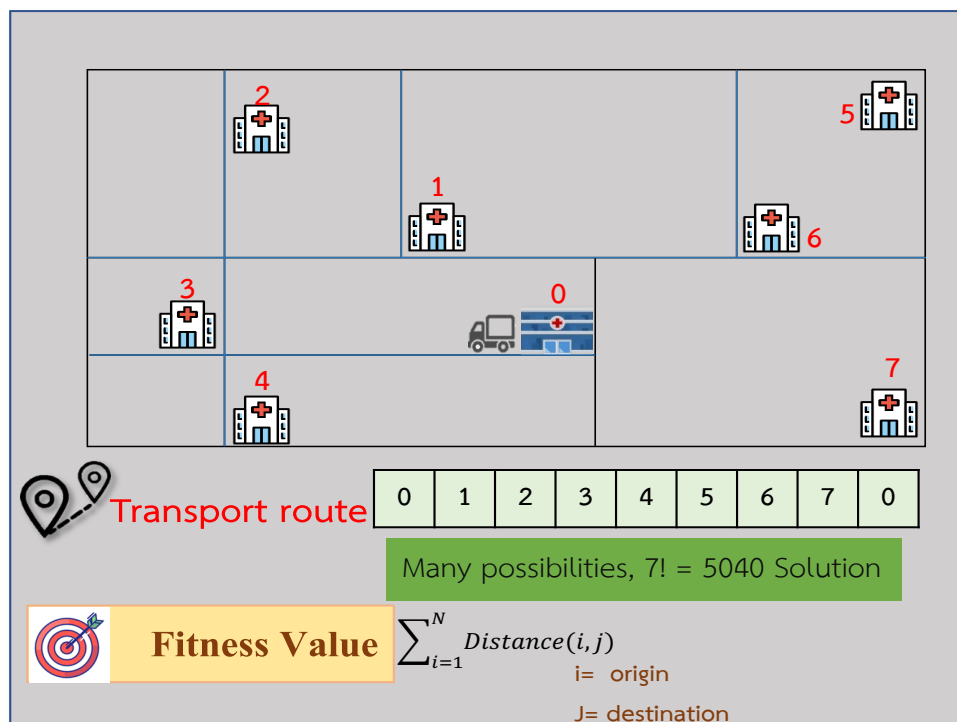 2
5
1
6
3
0
4
7
Transport route 0 1 2 3 4 5 6 7 0
Many possibilities, 7! = 5040 Solution
Fitness Value ∑_{i=1}^{N} Distance(i,j)
i= origin
J= destination